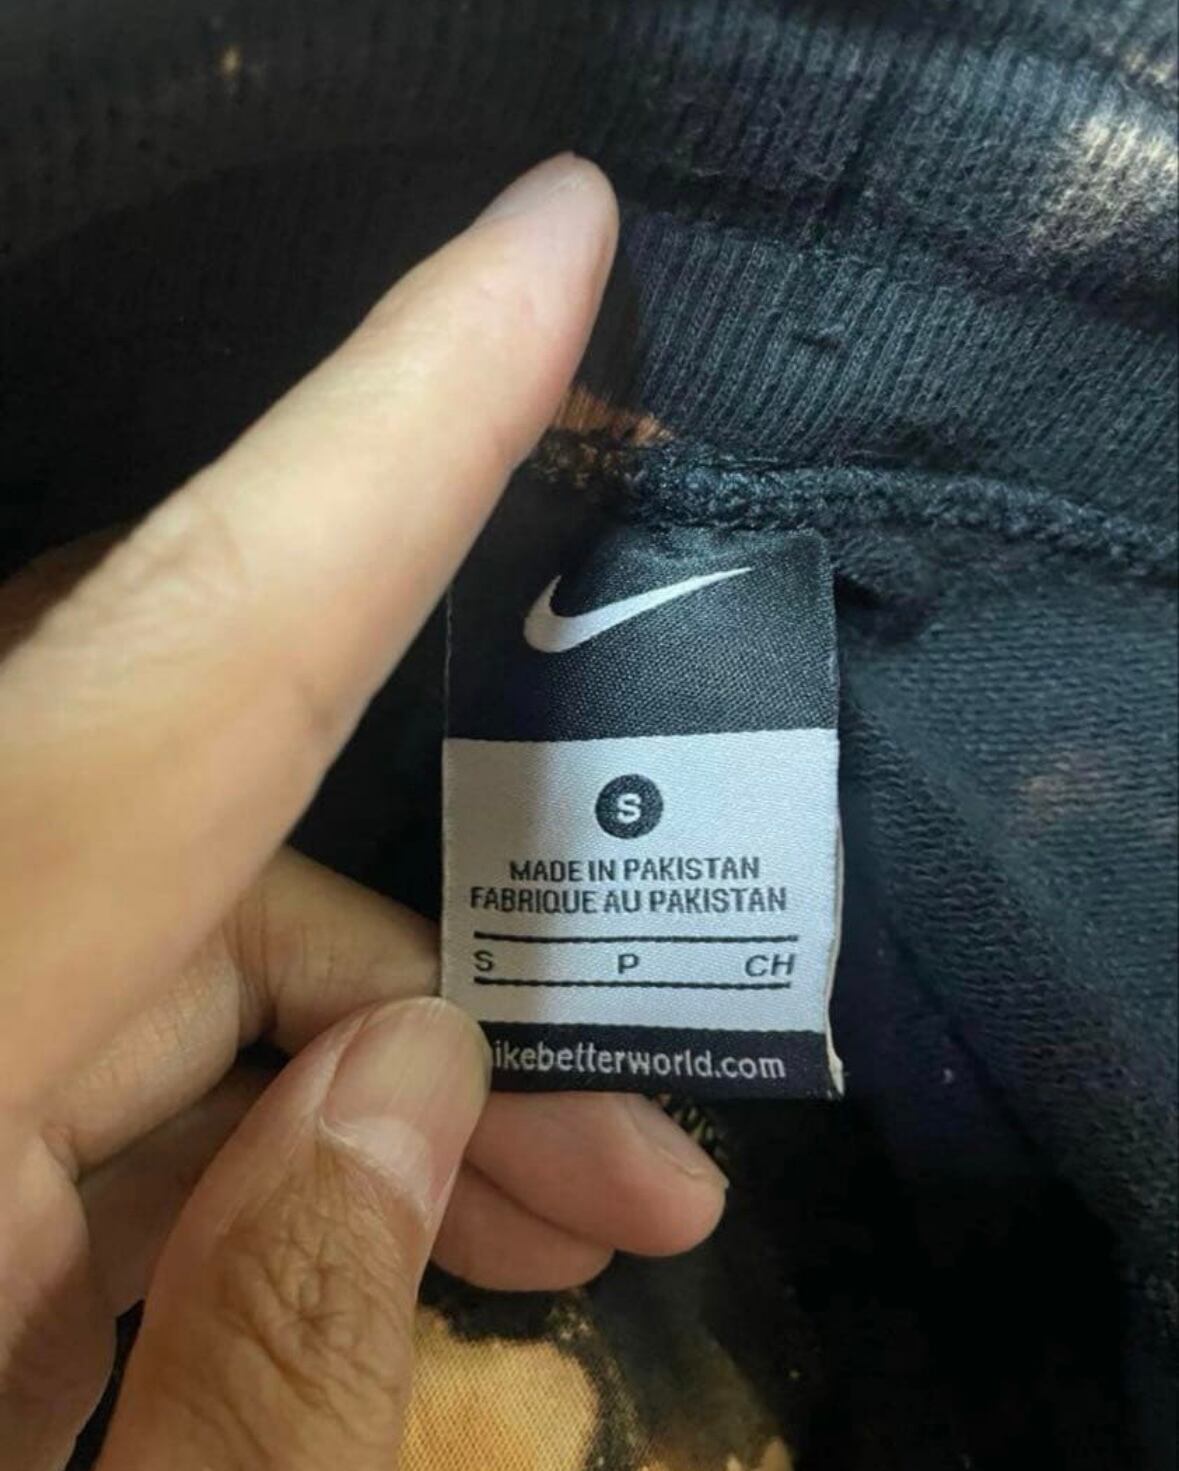 S
MADE IN PAKISTAN
FABRIQUE AU PAKISTAN
S P CH
ikebetterworld.com